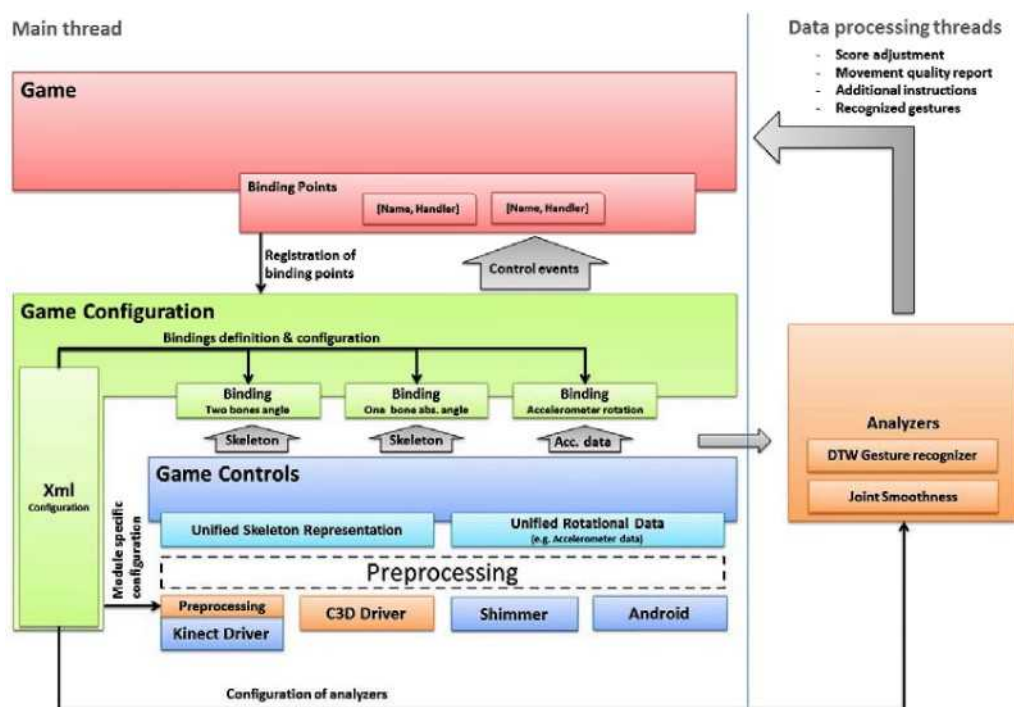 Main thread
Data processing threads
- Score adjustment
- Movement quality report
- Additional instructions
- Recognized gestures
Game
Binding Points
[Name, Handler]
[Name, Handler]
Registration of
binding points
Control events
Game Configuration
Bindings definition & configuration
Binding
Two bones angle
Binding
One bone abs. angle
Binding
Accelerometer rotation
Skeleton
Skeleton
Acc. data
Analyzers
DTW Gesture recognizer
Joint Smoothness
Xml
Configuration
Module specific
configuration
Game Controls
Unified Skeleton Representation
Unified Rotational Data
(e.g. Accelerometer data)
Preprocessing
Preprocessing
Kinect Driver
C3D Driver
Shimmer
Android
Configuration of analyzers